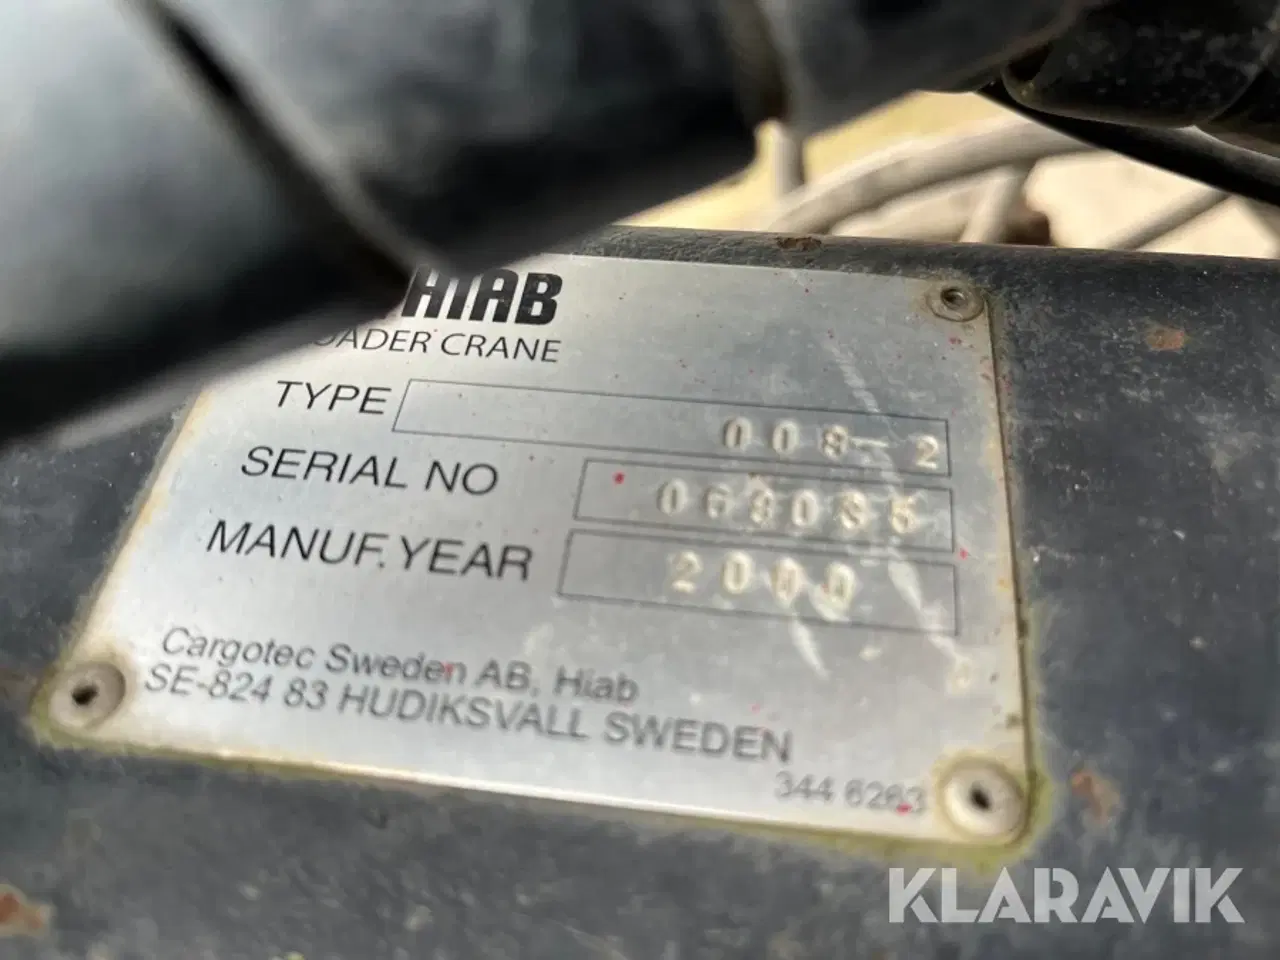 HIAB
LOADER CRANE
TYPE 008-2
SERIAL NO
MANUF. YEAR 2000
Cargotec Sweden AB, Hiab
SE-824 83 HUDIKSVALL SWEDEN
344 6263
KLARAVIK